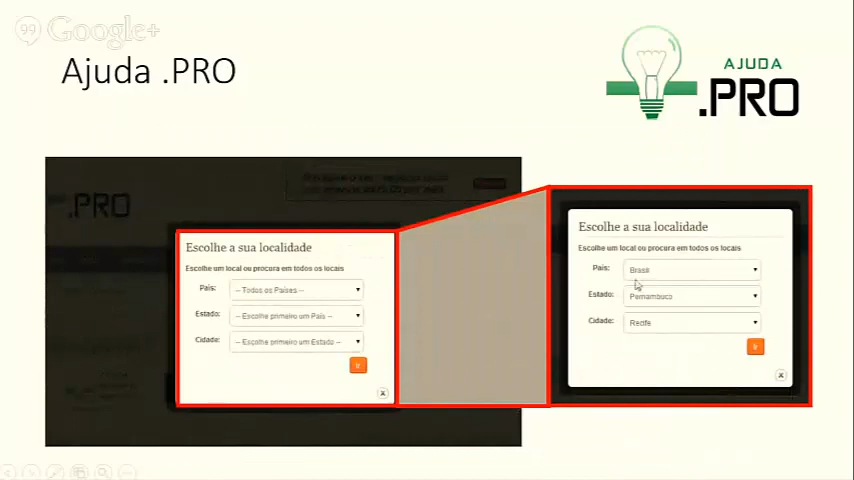 Google+
Ajuda .PRO
AJUDA
.PRO
.PRO
Escolhe a sua localidade
Escolhe um local ou procura em todos os locais
País:
-- Todos os Países --
Estado:
-- Escolhe primeiro um País --
Cidade:
-- Escolhe primeiro um Estado --
Ir
X
Escolhe a sua localidade
Escolhe um local ou procura em todos os locais
País:
Brasil
Estado:
Pernambuco
Cidade:
Recife
Ir
X